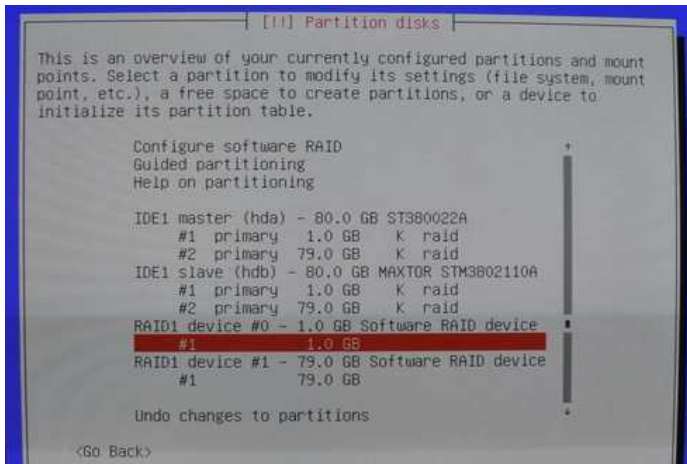 [!!] Partition disks
This is an overview of your currently configured partitions and mount
points. Select a partition to modify its settings (file system, mount
point, etc.), a free space to create partitions, or a device to
initialize its partition table.
Configure software RAID
Guided partitioning
Help on partitioning
IDE1 master (hda) - 80.0 GB ST380022A
#1 primary 1.0 GB K raid
#2 primary 79.0 GB K raid
IDE1 slave (hdb) - 80.0 GB MAXTOR STM3802110A
#1 primary 1.0 GB K raid
#2 primary 79.0 GB K raid
RAID1 device #0 - 1.0 GB Software RAID device
#1 1.0 GB
RAID1 device #1 - 79.0 GB Software RAID device
#1 79.0 GB
Undo changes to partitions
<Go Back>